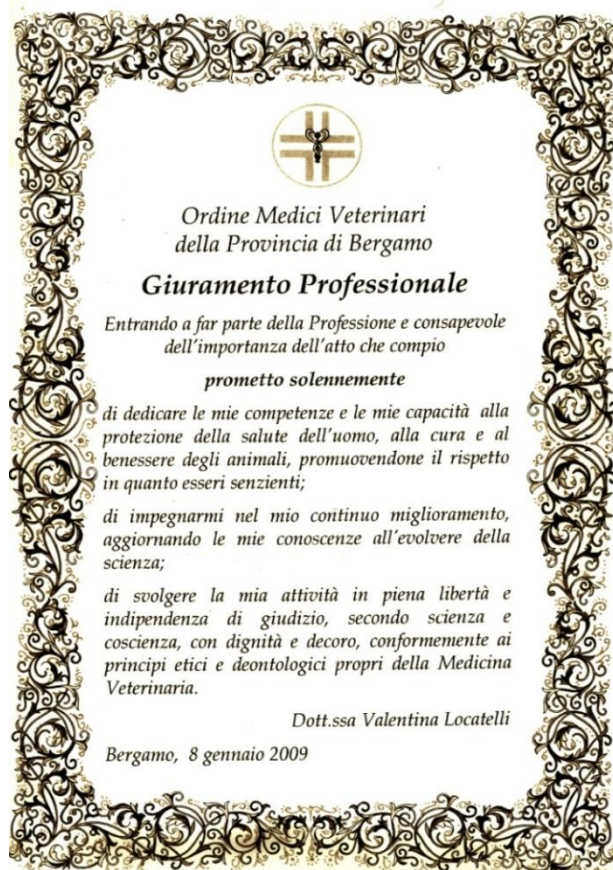 Ordine Medici Veterinari
della Provincia di Bergamo
Giuramento Professionale
Entrando a far parte della Professione e consapevole
dell'importanza dell'atto che compio
prometto solennemente
di dedicare le mie competenze e le mie capacità alla
protezione della salute dell'uomo, alla cura e al
benessere degli animali, promuovendone il rispetto
in quanto esseri senzienti;
di impegnarmi nel mio continuo miglioramento,
aggiornando le mie conoscenze all'evolvere della
scienza;
di svolgere la mia attività in piena libertà e
indipendenza di giudizio, secondo scienza e
coscienza, con dignità e decoro, conformemente ai
principi etici e deontologici propri della Medicina
Veterinaria.
Dott.ssa Valentina Locatelli
Bergamo, 8 gennaio 2009